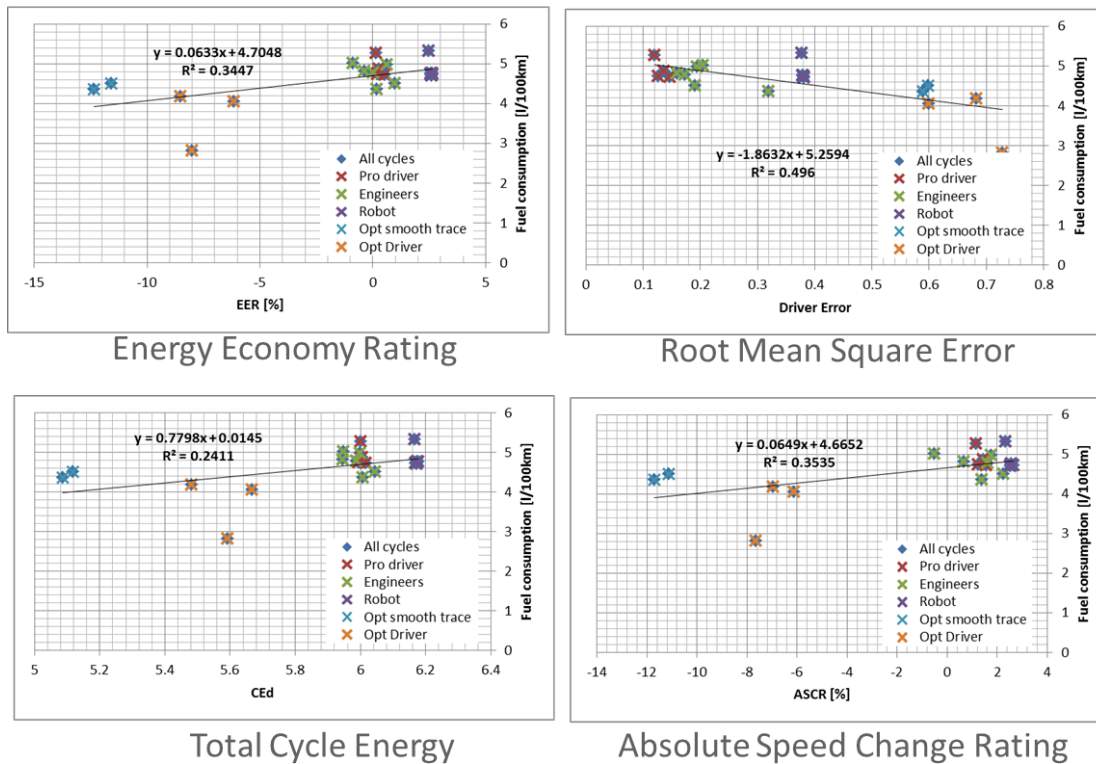 y = 0.0633x + 4.7048
R² = 0.3447
All cycles
Pro driver
Engineers
Robot
Opt smooth trace
Opt Driver
6
5
4
3
2
1
0
Fuel consumption [l/100km]
-15 -10 -5 0 5
EER [%]
Energy Economy Rating
y = -1.8632x + 5.2594
R² = 0.496
All cycles
Pro driver
Engineers
Robot
Opt smooth trace
Opt Driver
6
5
4
3
2
1
0
Fuel consumption [l/100km]
0 0.1 0.2 0.3 0.4 0.5 0.6 0.7 0.8
Driver Error
Root Mean Square Error
y = 0.7798x + 0.0145
R² = 0.2411
All cycles
Pro driver
Engineers
Robot
Opt smooth trace
Opt Driver
6
5
4
3
2
1
0
Fuel consumption [l/100km]
5 5.2 5.4 5.6 5.8 6 6.2 6.4
CEd
Total Cycle Energy
y = 0.0649x + 4.6652
R² = 0.3535
All cycles
Pro driver
Engineers
Robot
Opt smooth trace
Opt Driver
6
5
4
3
2
1
0
Fuel consumption [l/100km]
-14 -12 -10 -8 -6 -4 -2 0 2 4
ASCR [%]
Absolute Speed Change Rating